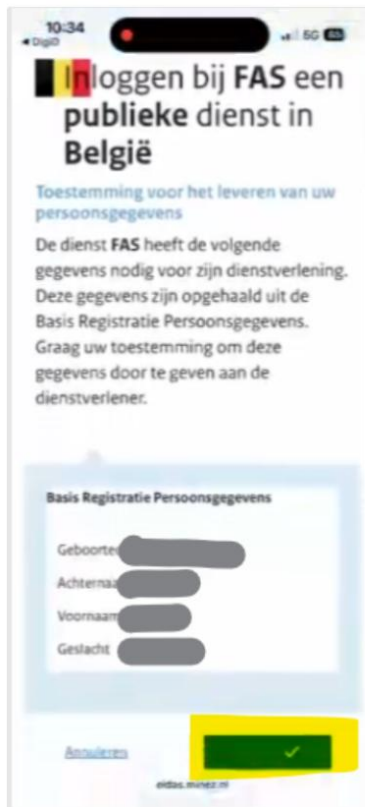 10:34
5G
DigiD
Inloggen bij FAS een
publieke dienst in
België
Toestemming voor het leveren van uw
persoonsgegevens
De dienst FAS heeft de volgende
gegevens nodig voor zijn dienstverlening.
Deze gegevens zijn opgehaald uit de
Basis Registratie Persoonsgegevens.
Graag uw toestemming om deze
gegevens door te geven aan de
dienstverlener.
Basis Registratie Persoonsgegevens
Geboorte
Achternaa
Voornaam
Geslacht
Annuleren
eidas.minez.nl